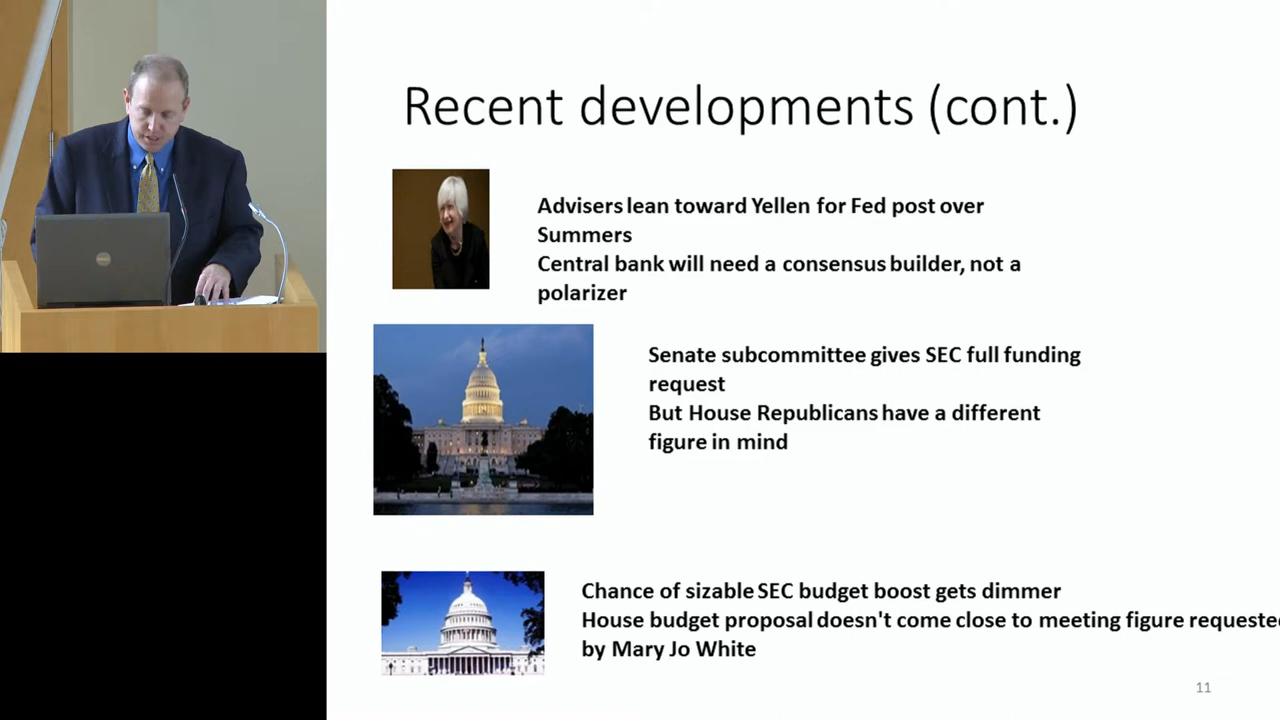 Recent developments (cont.)
Advisers lean toward Yellen for Fed post over
Summers
Central bank will need a consensus builder, not a
polarizer
Senate subcommittee gives SEC full funding
request
But House Republicans have a different
figure in mind
Chance of sizable SEC budget boost gets dimmer
House budget proposal doesn't come close to meeting figure requeste
by Mary Jo White
11